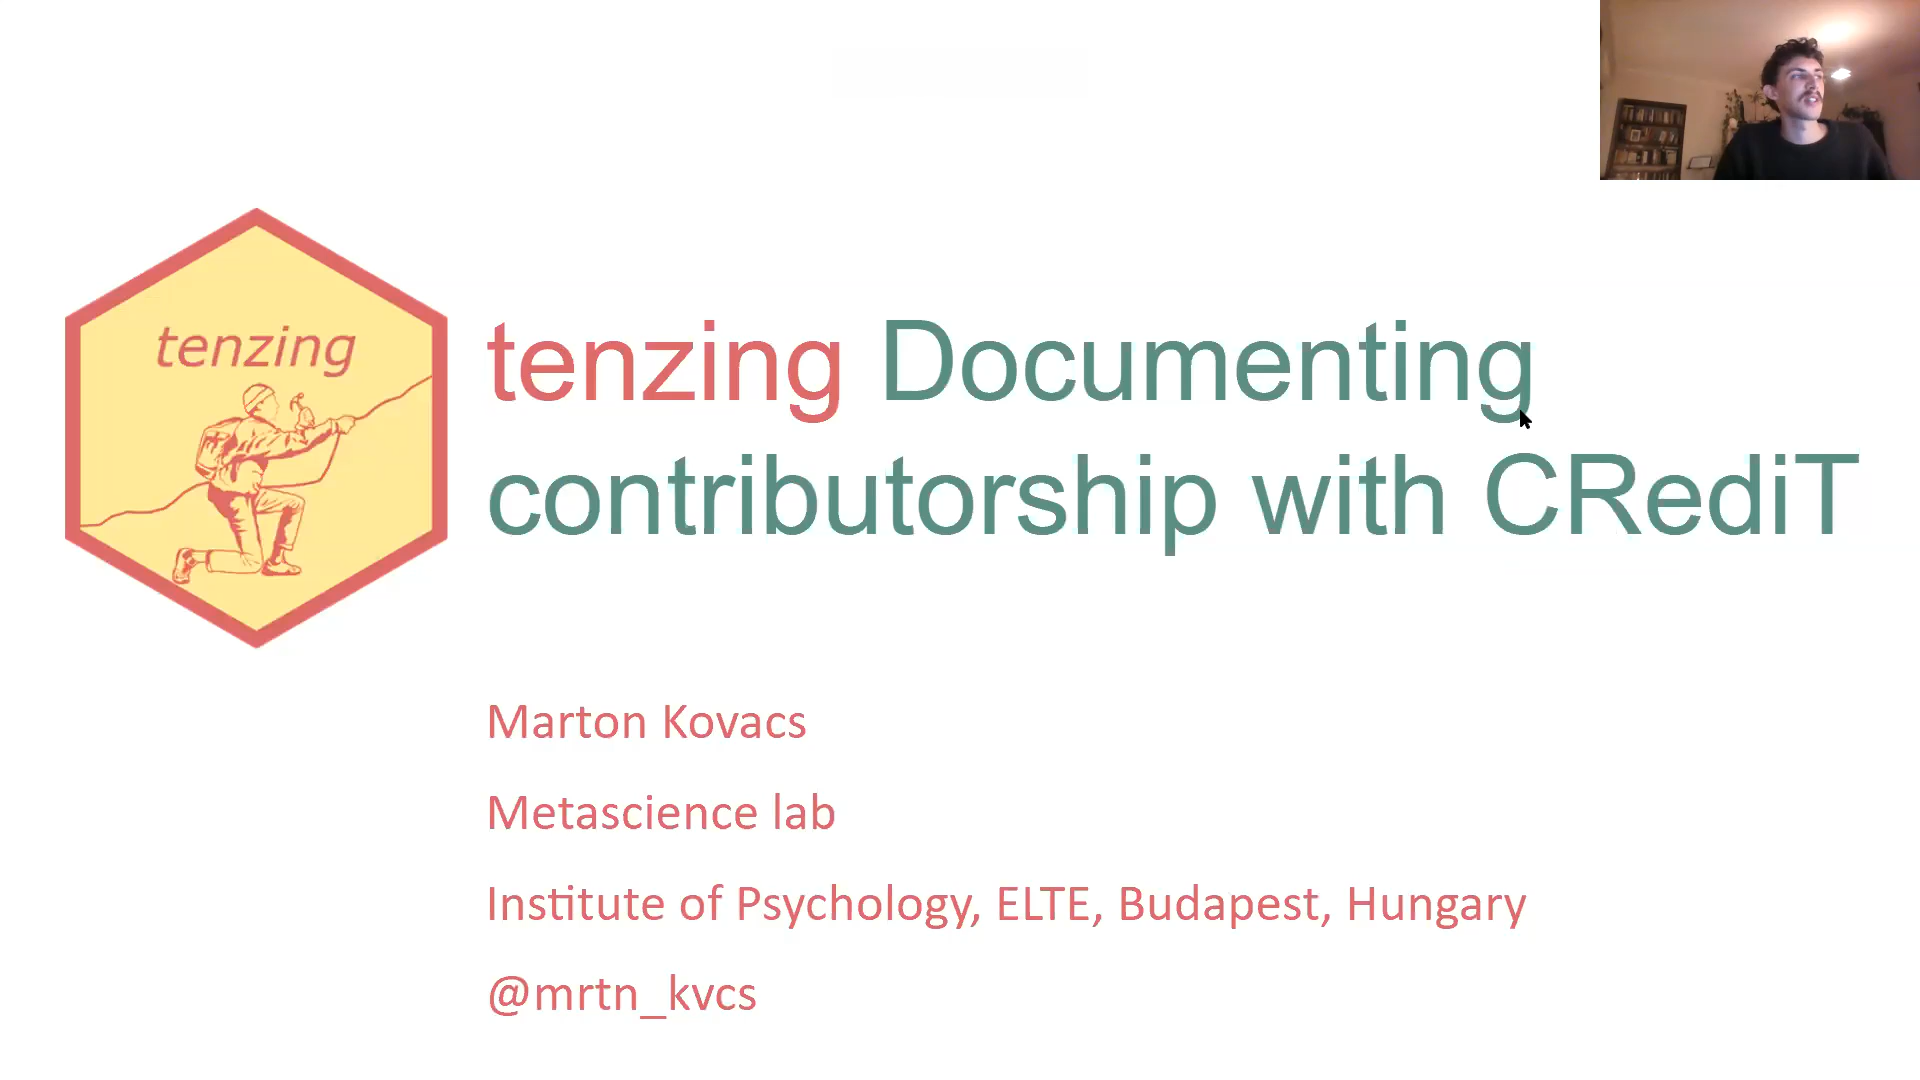 tenzing
tenzing Documenting
contributorship with CRediT
Marton Kovacs
Metascience lab
Institute of Psychology, ELTE, Budapest, Hungary
@mrtn_kvcs